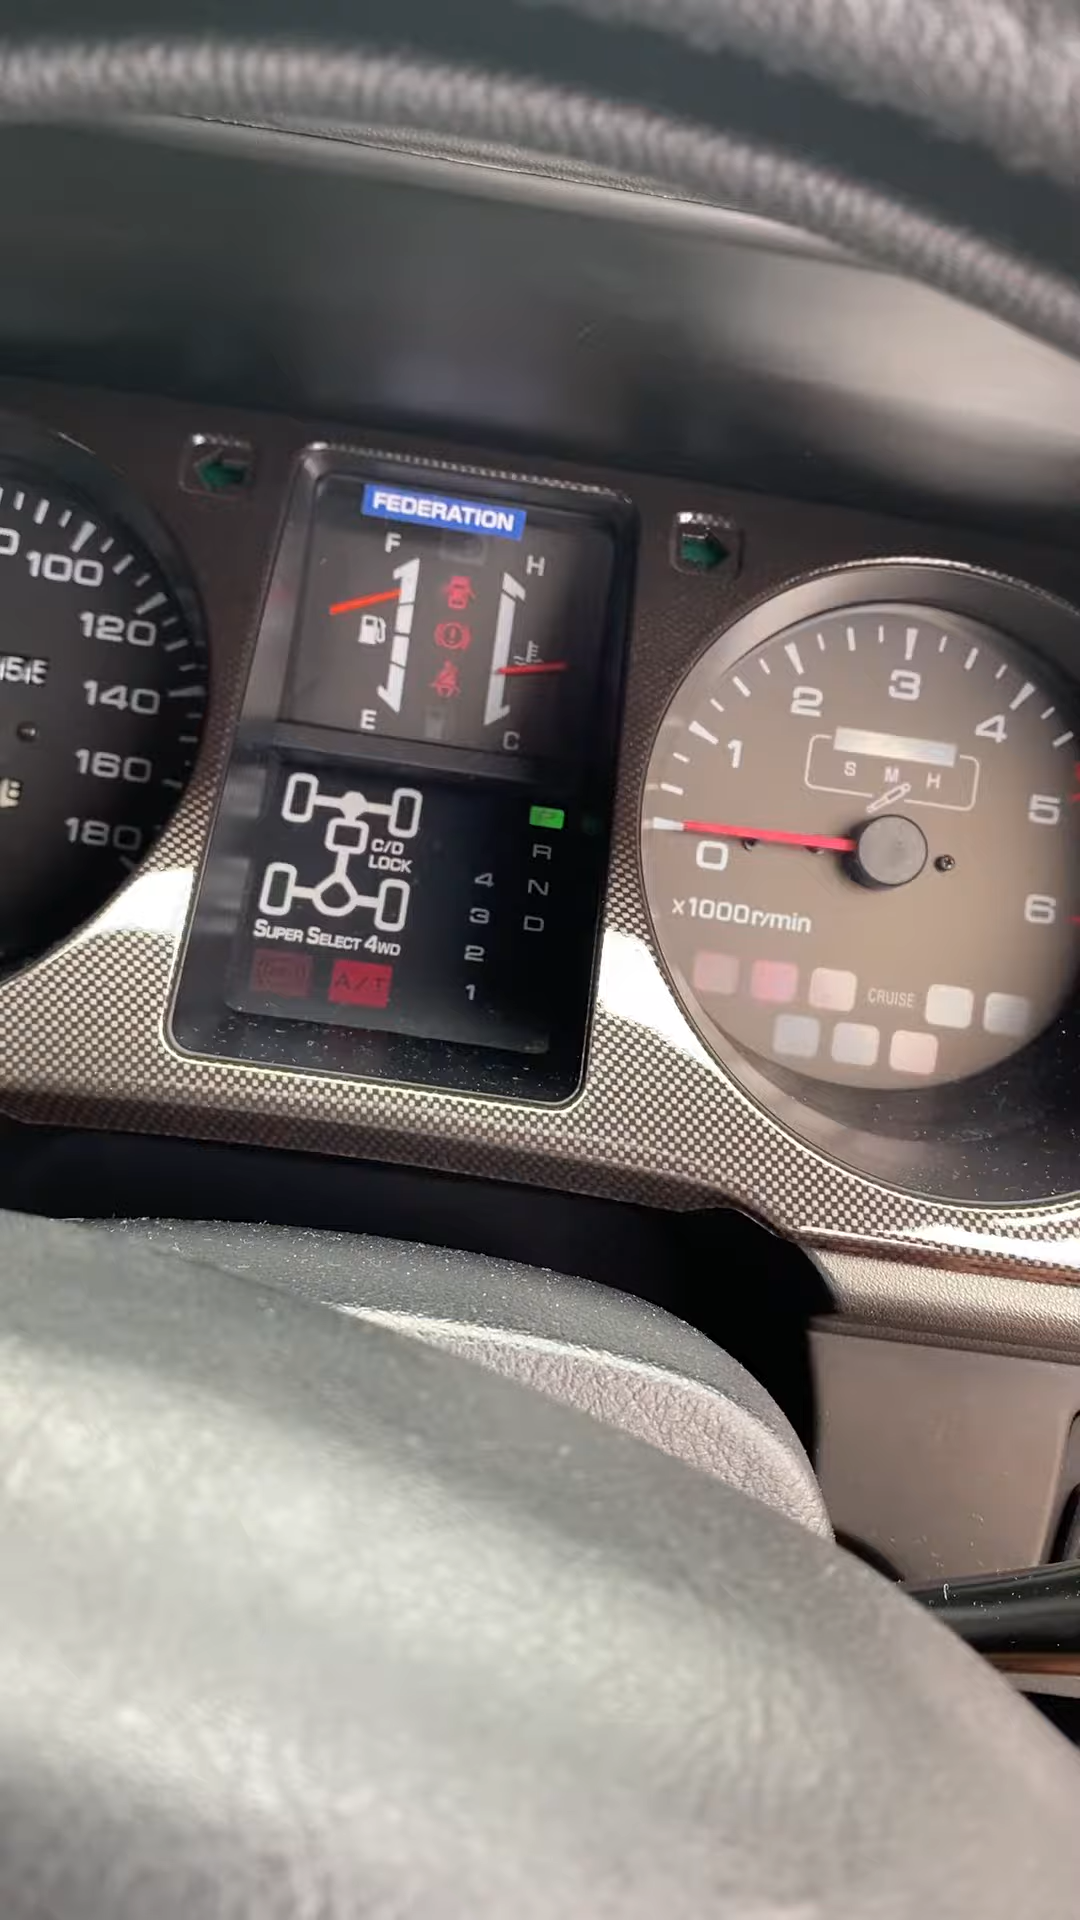 FEDERATION
F
H
E
C
100
120
140
160
180
C/D
LOCK
SUPER SELECT 4WD
A/T
P
R
N
D
4
3
2
1
0
1
2
3
4
5
6
S M H
x1000r/min
CRUISE